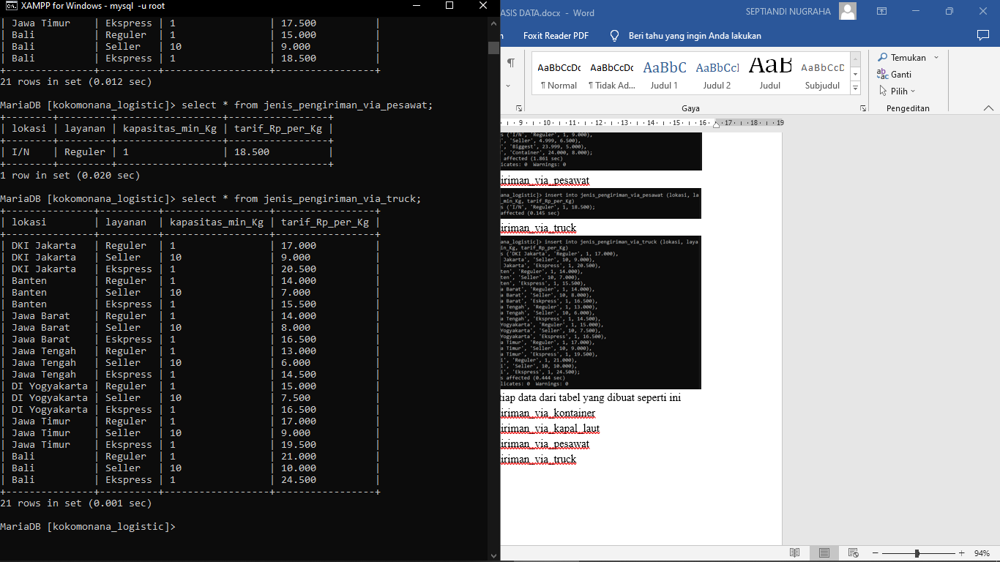 XAMPP for Windows - mysql -u root
| Jawa Timur    | Ekspress | 1                | 17.500          |
| Bali          | Reguler  | 1                | 15.000          |
| Bali          | Seller   | 10               | 9.000           |
| Bali          | Ekspress | 1                | 18.500          |
+---------------+----------+------------------+-----------------+
21 rows in set (0.012 sec)
MariaDB [kokomonana_logistic]> select * from jenis_pengiriman_via_pesawat;
+--------+---------+------------------+-----------------+
| lokasi | layanan | kapasitas_min_Kg | tarif_Rp_per_Kg |
+--------+---------+------------------+-----------------+
| I/N    | Reguler | 1                | 18.500          |
+--------+---------+------------------+-----------------+
1 row in set (0.020 sec)
MariaDB [kokomonana_logistic]> select * from jenis_pengiriman_via_truck;
+---------------+----------+------------------+-----------------+
| lokasi        | layanan  | kapasitas_min_Kg | tarif_Rp_per_Kg |
+---------------+----------+------------------+-----------------+
| DKI Jakarta   | Reguler  | 1                | 17.000          |
| DKI Jakarta   | Seller   | 10               | 9.000           |
| DKI Jakarta   | Ekspress | 1                | 20.500          |
| Banten        | Reguler  | 1                | 14.000          |
| Banten        | Seller   | 10               | 7.000           |
| Banten        | Ekspress | 1                | 15.500          |
| Jawa Barat    | Reguler  | 1                | 14.000          |
| Jawa Barat    | Seller   | 10               | 8.000           |
| Jawa Barat    | Eskpress | 1                | 16.500          |
| Jawa Tengah   | Reguler  | 1                | 13.000          |
| Jawa Tengah   | Seller   | 10               | 6.000           |
| Jawa Tengah   | Ekspress | 1                | 14.500          |
| DI Yogyakarta | Reguler  | 1                | 15.000          |
| DI Yogyakarta | Seller   | 10               | 7.500           |
| DI Yogyakarta | Ekspress | 1                | 16.500          |
| Jawa Timur    | Reguler  | 1                | 17.000          |
| Jawa Timur    | Seller   | 10               | 9.000           |
| Jawa Timur    | Ekspress | 1                | 19.500          |
| Bali          | Reguler  | 1                | 21.000          |
| Bali          | Seller   | 10               | 10.000          |
| Bali          | Ekspress | 1                | 24.500          |
+---------------+----------+------------------+-----------------+
21 rows in set (0.001 sec)
MariaDB [kokomonana_logistic]>
ASIS DATA.docx - Word
SEPTIANDI NUGRAHA
Foxit Reader PDF
Beri tahu yang ingin Anda lakukan
AaBbCcDc AaBbCcDc AaBbC AaBbCcI AaB AaBbCcD
¶ Normal ¶ Tidak Ad... Judul 1 Judul 2 Judul Subjudul
Gaya
Temukan
Ganti
Pilih
Pengeditan
9 10 11 12 13 14 15 16 17 18 19
s ('I/N', 'Reguler', 1, 9.000),
', 'Seller', 4.999, 6.500),
', 'Biggest', 23.999, 5.000),
', 'Container', 24.000, 8.000);
affected (1.861 sec)
licates: 0 Warnings: 0
iriman_via_pesawat
nana_logistic]> insert into jenis_pengiriman_via_pesawat (lokasi, la
_min_Kg, tarif_Rp_per_Kg)
s ('I/N', 'Reguler', 1, 18.500);
affected (0.145 sec)
iriman_via_truck
nana_logistic]> insert into jenis_pengiriman_via_truck (lokasi, laya
in_Kg, tarif_Rp_per_Kg)
s ('DKI Jakarta', 'Reguler', 1, 17.000),
Jakarta', 'Seller', 10, 9.000),
Jakarta', 'Ekspress', 1, 20.500),
ten', 'Reguler', 1, 14.000),
ten', 'Seller', 10, 7.000),
ten', 'Ekspress', 1, 15.500),
a Barat', 'Reguler', 1, 14.000),
a Barat', 'Seller', 10, 8.000),
a Barat', 'Eskpress', 1, 16.500),
a Tengah', 'Reguler', 1, 13.000),
a Tengah', 'Seller', 10, 6.000),
a Tengah', 'Ekspress', 1, 14.500),
Yogyakarta', 'Reguler', 1, 15.000),
Yogyakarta', 'Seller', 10, 7.500),
Yogyakarta', 'Ekspress', 1, 16.500),
a Timur', 'Reguler', 1, 17.000),
a Timur', 'Seller', 10, 9.000),
a Timur', 'Ekspress', 1, 19.500),
i', 'Reguler', 1, 21.000),
i', 'Seller', 10, 10.000),
i', 'Ekspress', 1, 24.500);
s affected (0.444 sec)
licates: 0 Warnings: 0
tiap data dari tabel yang dibuat seperti ini
iriman_via_kontainer
iriman_via_kapal_laut
iriman_via_pesawat
iriman_via_truck
94%